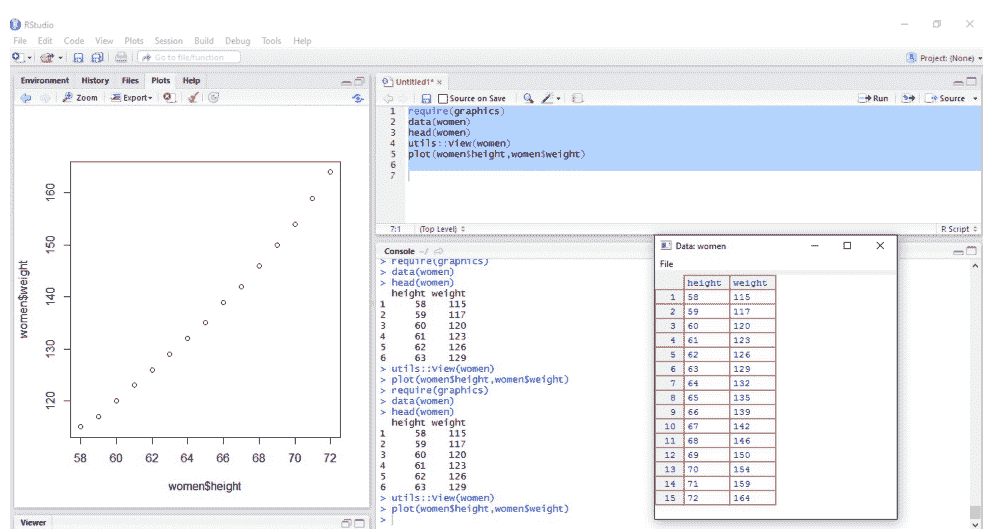 RStudio
File Edit Code View Plots Session Build Debug Tools Help
Go to file/function
Project: (None)
Environment History Files Plots Help
Zoom Export
160
150
140
130
120
women$weight
58 60 62 64 66 68 70 72
women$height
Viewer
Untitled1* ×
Source on Save Run Source
1 require(graphics)
2 data(women)
3 head(women)
4 utils::View(women)
5 plot(women$height,women$weight)
6
7
7:1 (Top Level) R Script
Console ~/
> require(graphics)
> data(women)
> head(women)
height weight
1 58 115
2 59 117
3 60 120
4 61 123
5 62 126
6 63 129
> utils::View(women)
> plot(women$height,women$weight)
> require(graphics)
> data(women)
> head(women)
height weight
1 58 115
2 59 117
3 60 120
4 61 123
5 62 126
6 63 129
> utils::View(women)
> plot(women$height,women$weight)
>
Data: women
File
height weight
1 58 115
2 59 117
3 60 120
4 61 123
5 62 126
6 63 129
7 64 132
8 65 135
9 66 139
10 67 142
11 68 146
12 69 150
13 70 154
14 71 159
15 72 164